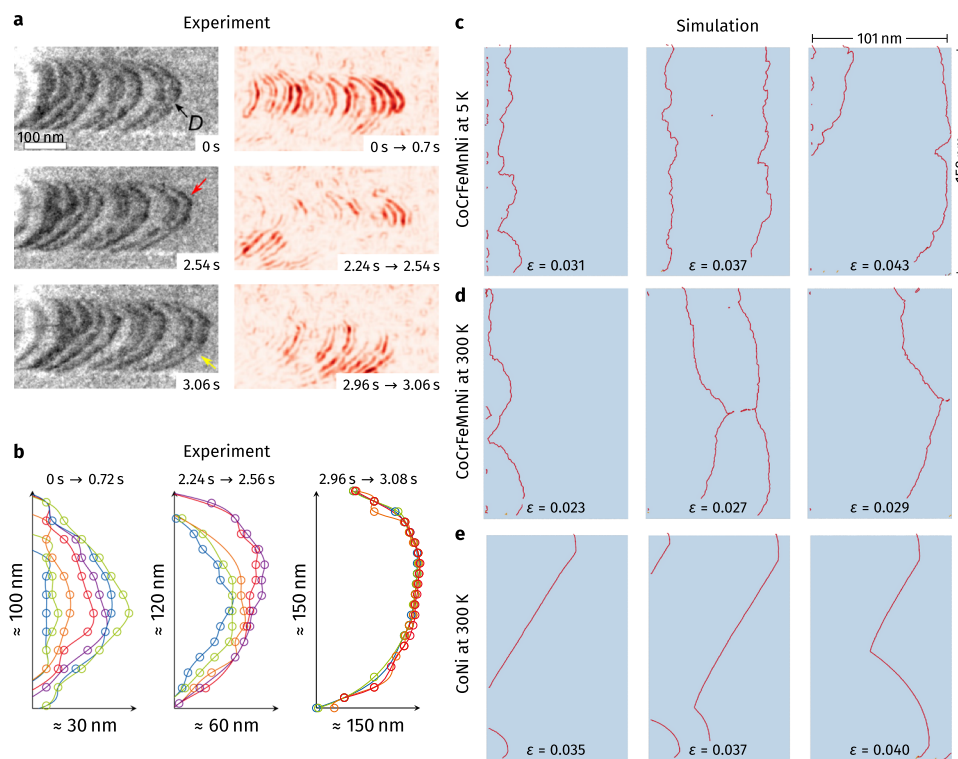 a
Experiment
D
100 nm
0 s
0 s → 0.7 s
2.54 s
2.24 s → 2.54 s
3.06 s
2.96 s → 3.06 s
b
Experiment
0 s → 0.72 s
2.24 s → 2.56 s
2.96 s → 3.08 s
≈ 100 nm
≈ 120 nm
≈ 150 nm
≈ 30 nm
≈ 60 nm
≈ 150 nm
c
Simulation
101 nm
CoCrFeMnNi at 5 K
ε = 0.031
ε = 0.037
ε = 0.043
d
CoCrFeMnNi at 300 K
ε = 0.023
ε = 0.027
ε = 0.029
e
CoNi at 300 K
ε = 0.035
ε = 0.037
ε = 0.040